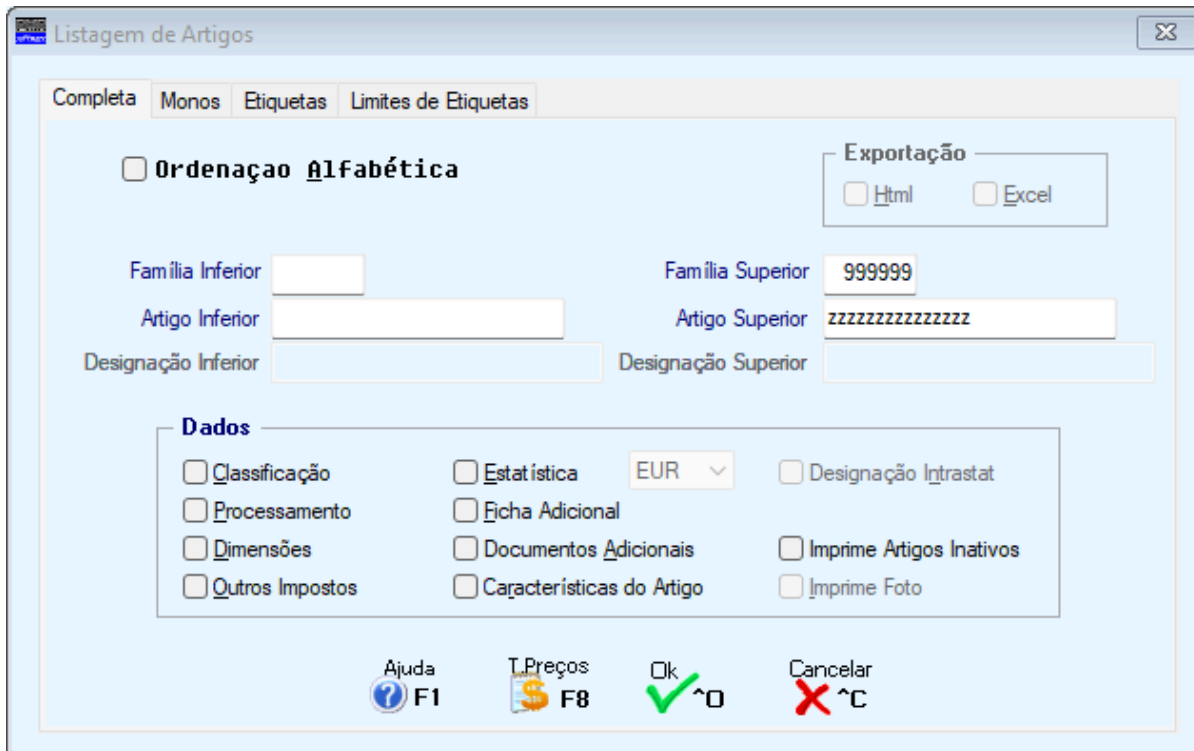 Listagem de Artigos
Completa Monos Etiquetas Limites de Etiquetas
Ordenaçao Alfabética
Exportação
Html Excel
Família Inferior Família Superior 999999
Artigo Inferior Artigo Superior zzzzzzzzzzzzzzz
Designação Inferior Designação Superior
Dados
Classificação Estatística EUR Designação Intrastat
Processamento Ficha Adicional
Dimensões Documentos Adicionais Imprime Artigos Inativos
Outros Impostos Características do Artigo Imprime Foto
Ajuda T.Preços Ok Cancelar
F1 F8 ^O ^C